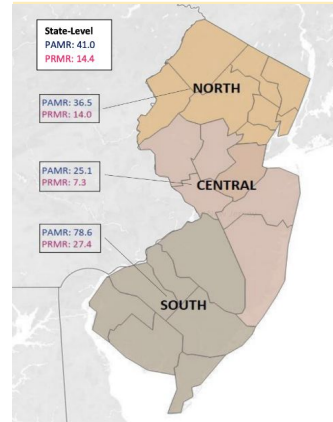 State-Level
PAMR: 41.0
PRMR: 14.4
NORTH
PAMR: 36.5
PRMR: 14.0
PAMR: 25.1
PRMR: 7.3
CENTRAL
PAMR: 78.6
PRMR: 27.4
SOUTH